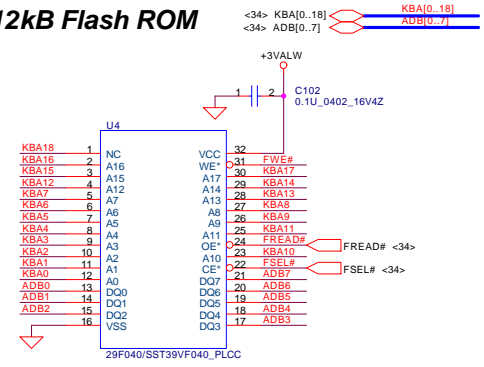 12kB Flash ROM
<34> KBA[0..18]
KBA[0..18]
<34> ADB[0..7]
ADB[0..7]
+3VALW
1
2
C102
0.1U_0402_16V4Z
U4
KBA18 1 NC VCC 32
KBA16 2 A16 WE* 31 FWE#
KBA15 3 A15 A17 30 KBA17
KBA12 4 A12 A14 29 KBA14
KBA7 5 A7 A13 28 KBA13
KBA6 6 A6 A8 27 KBA8
KBA5 7 A5 A9 26 KBA9
KBA4 8 A4 A11 25 KBA11
KBA3 9 A3 OE* 24 FREAD# FREAD# <34>
KBA2 10 A2 A10 23 KBA10
KBA1 11 A1 CE* 22 FSEL# FSEL# <34>
KBA0 12 A0 DQ7 21 ADB7
ADB0 13 DQ0 DQ6 20 ADB6
ADB1 14 DQ1 DQ5 19 ADB5
ADB2 15 DQ2 DQ4 18 ADB4
16 VSS DQ3 17 ADB3
29F040/SST39VF040_PLCC